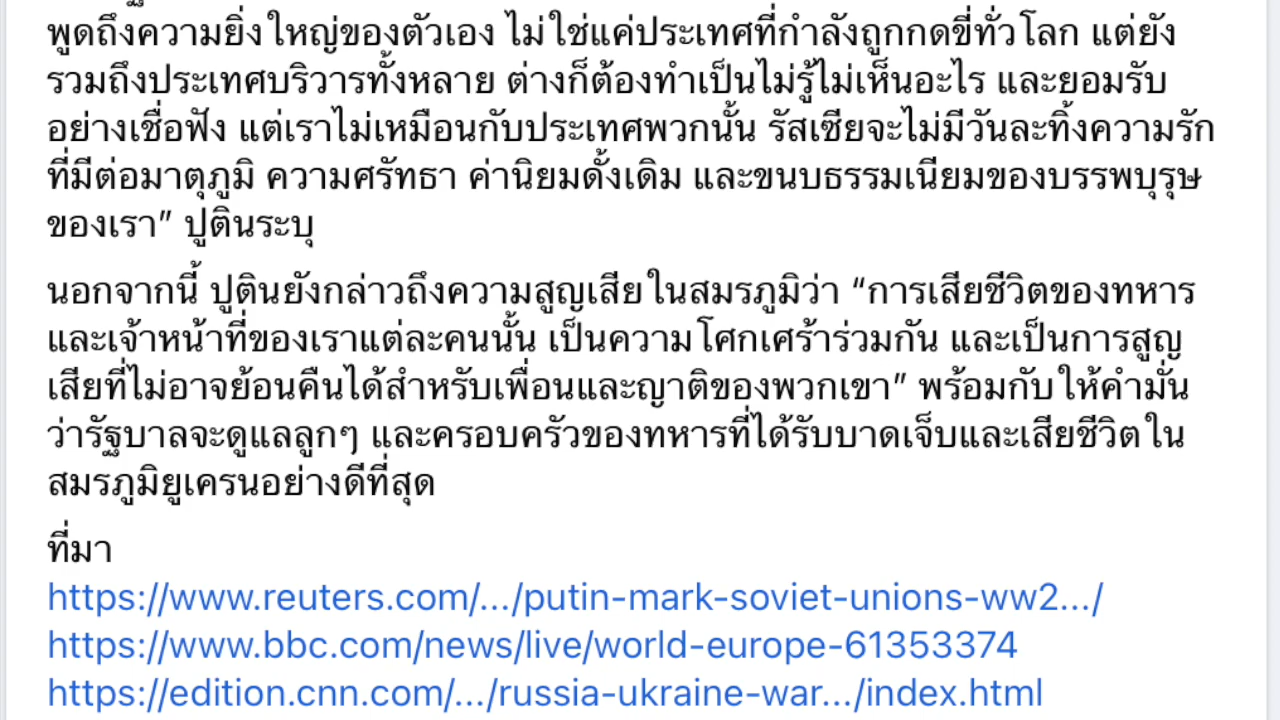 พูดถึงความยิ่งใหญ่ของตัวเอง ไม่ใช่แค่ประเทศที่กำลังถูกกดขี่ทั่วโลก แต่ยัง
รวมถึงประเทศบริวารทั้งหลาย ต่างก็ต้องทำเป็นไม่รู้ไม่เห็นอะไร และยอมรับ
อย่างเชื่อฟัง แต่เราไม่เหมือนกับประเทศพวกนั้น รัสเซียจะไม่มีวันละทิ้งความรัก
ที่มีต่อมาตุภูมิ ความศรัทธา ค่านิยมดั้งเดิม และขนบธรรมเนียมของบรรพบุรุษ
ของเรา” ปูตินระบุ
นอกจากนี้ ปูตินยังกล่าวถึงความสูญเสียในสมรภูมิว่า “การเสียชีวิตของทหาร
และเจ้าหน้าที่ของเราแต่ละคนนั้น เป็นความโศกเศร้าร่วมกัน และเป็นการสูญ
เสียที่ไม่อาจย้อนคืนได้สำหรับเพื่อนและญาติของพวกเขา” พร้อมกับให้คำมั่น
ว่ารัฐบาลจะดูแลลูกๆ และครอบครัวของทหารที่ได้รับบาดเจ็บและเสียชีวิตใน
สมรภูมิยูเครนอย่างดีที่สุด
ที่มา
https://www.reuters.com/.../putin-mark-soviet-unions-ww2.../
https://www.bbc.com/news/live/world-europe-61353374
https://edition.cnn.com/.../russia-ukraine-war.../index.html